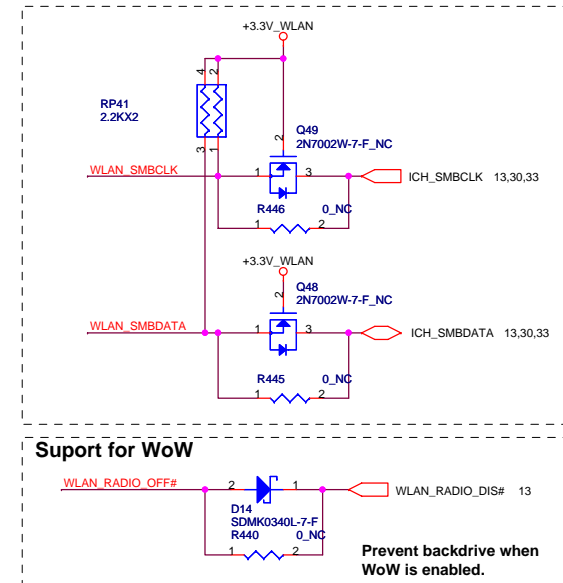 +3.3V_WLAN
4 2
RP41
2.2KX2
3 1
2
Q49
2N7002W-7-F_NC
WLAN_SMBCLK
1 3
ICH_SMBCLK 13,30,33
R446 0_NC
1 2
+3.3V_WLAN
2
Q48
2N7002W-7-F_NC
WLAN_SMBDATA
1 3
ICH_SMBDATA 13,30,33
R445 0_NC
1 2
Suport for WoW
WLAN_RADIO_OFF#
2 1
WLAN_RADIO_DIS# 13
D14
SDMK0340L-7-F
R440 0_NC
1 2
Prevent backdrive when
WoW is enabled.